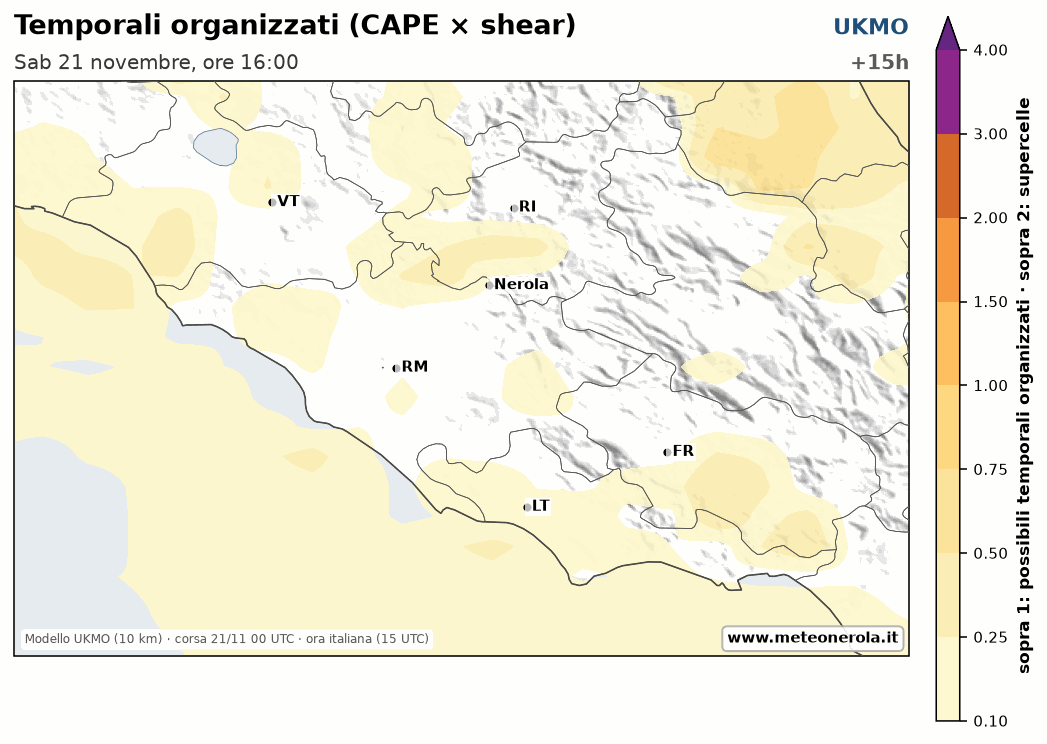 Temporali organizzati (CAPE × shear)
UKMO
Sab 21 novembre, ore 16:00
+15h
4.00
3.00
2.00
1.50
1.00
0.75
0.50
0.25
0.10
sopra 1: possibili temporali organizzati · sopra 2: supercelle
VT
RI
Nerola
RM
FR
LT
Modello UKMO (10 km) · corsa 21/11 00 UTC · ora italiana (15 UTC)
www.meteonerola.it